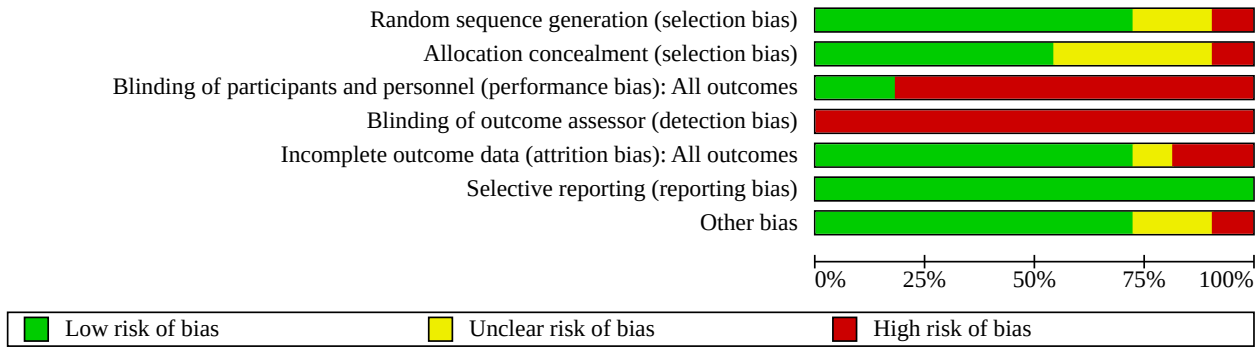 Random sequence generation (selection bias)
Allocation concealment (selection bias)
Blinding of participants and personnel (performance bias): All outcomes
Blinding of outcome assessor (detection bias)
Incomplete outcome data (attrition bias): All outcomes
Selective reporting (reporting bias)
Other bias
0% 25% 50% 75% 100%
Low risk of bias Unclear risk of bias High risk of bias